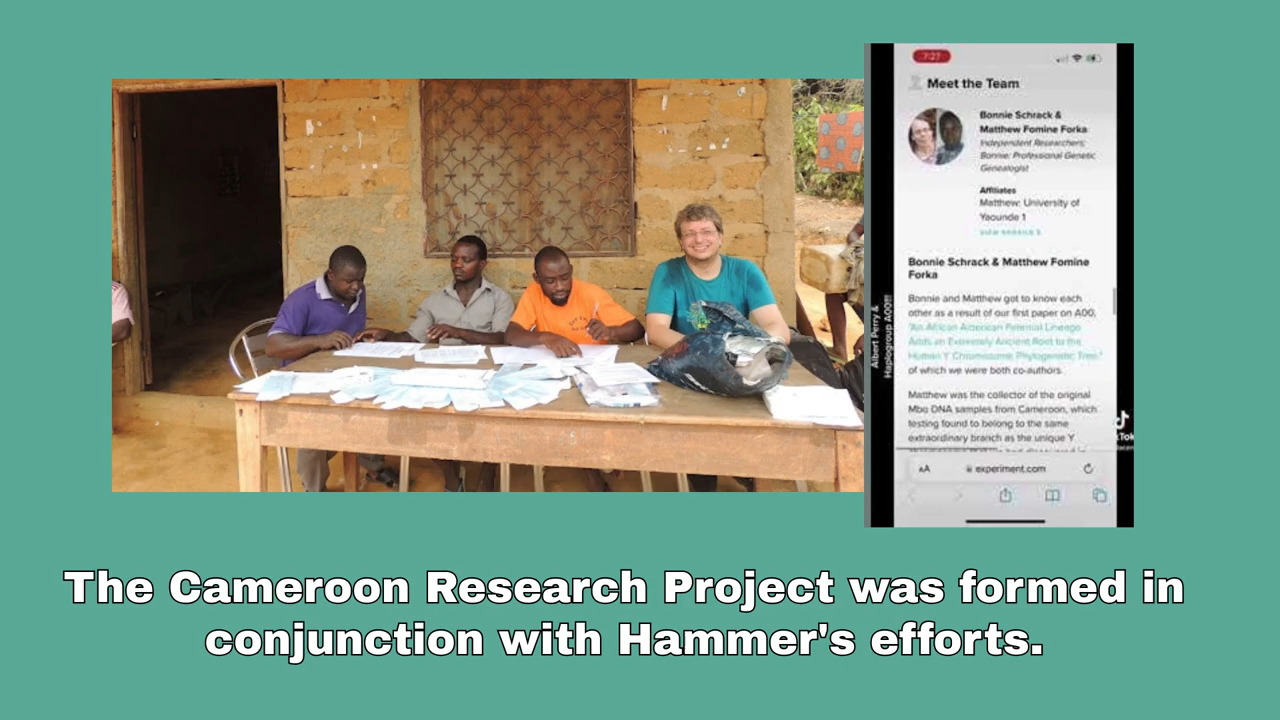 7:27
Meet the Team
Bonnie Schrack &
Matthew Fomine Forka
Independent Researchers;
Bonnie: Professional Genetic
Genealogist
Affiliates
Matthew: University of
Yaounde 1
Bonnie Schrack & Matthew Fomine
Forka
Bonnie and Matthew got to know each
other as a result of our first paper on A00,
"An African American Paternal Lineage
Adds an Extremely Ancient Root to the
Human Y Chromosome Phylogenetic Tree,"
of which we were both co-authors.
Matthew was the collector of the original
Mbo DNA samples from Cameroon, which
testing found to belong to the same
extraordinary branch as the unique Y
AA
experiment.com
Albert Perry &
Haplogroup A00!!!
The Cameroon Research Project was formed in
conjunction with Hammer's efforts.